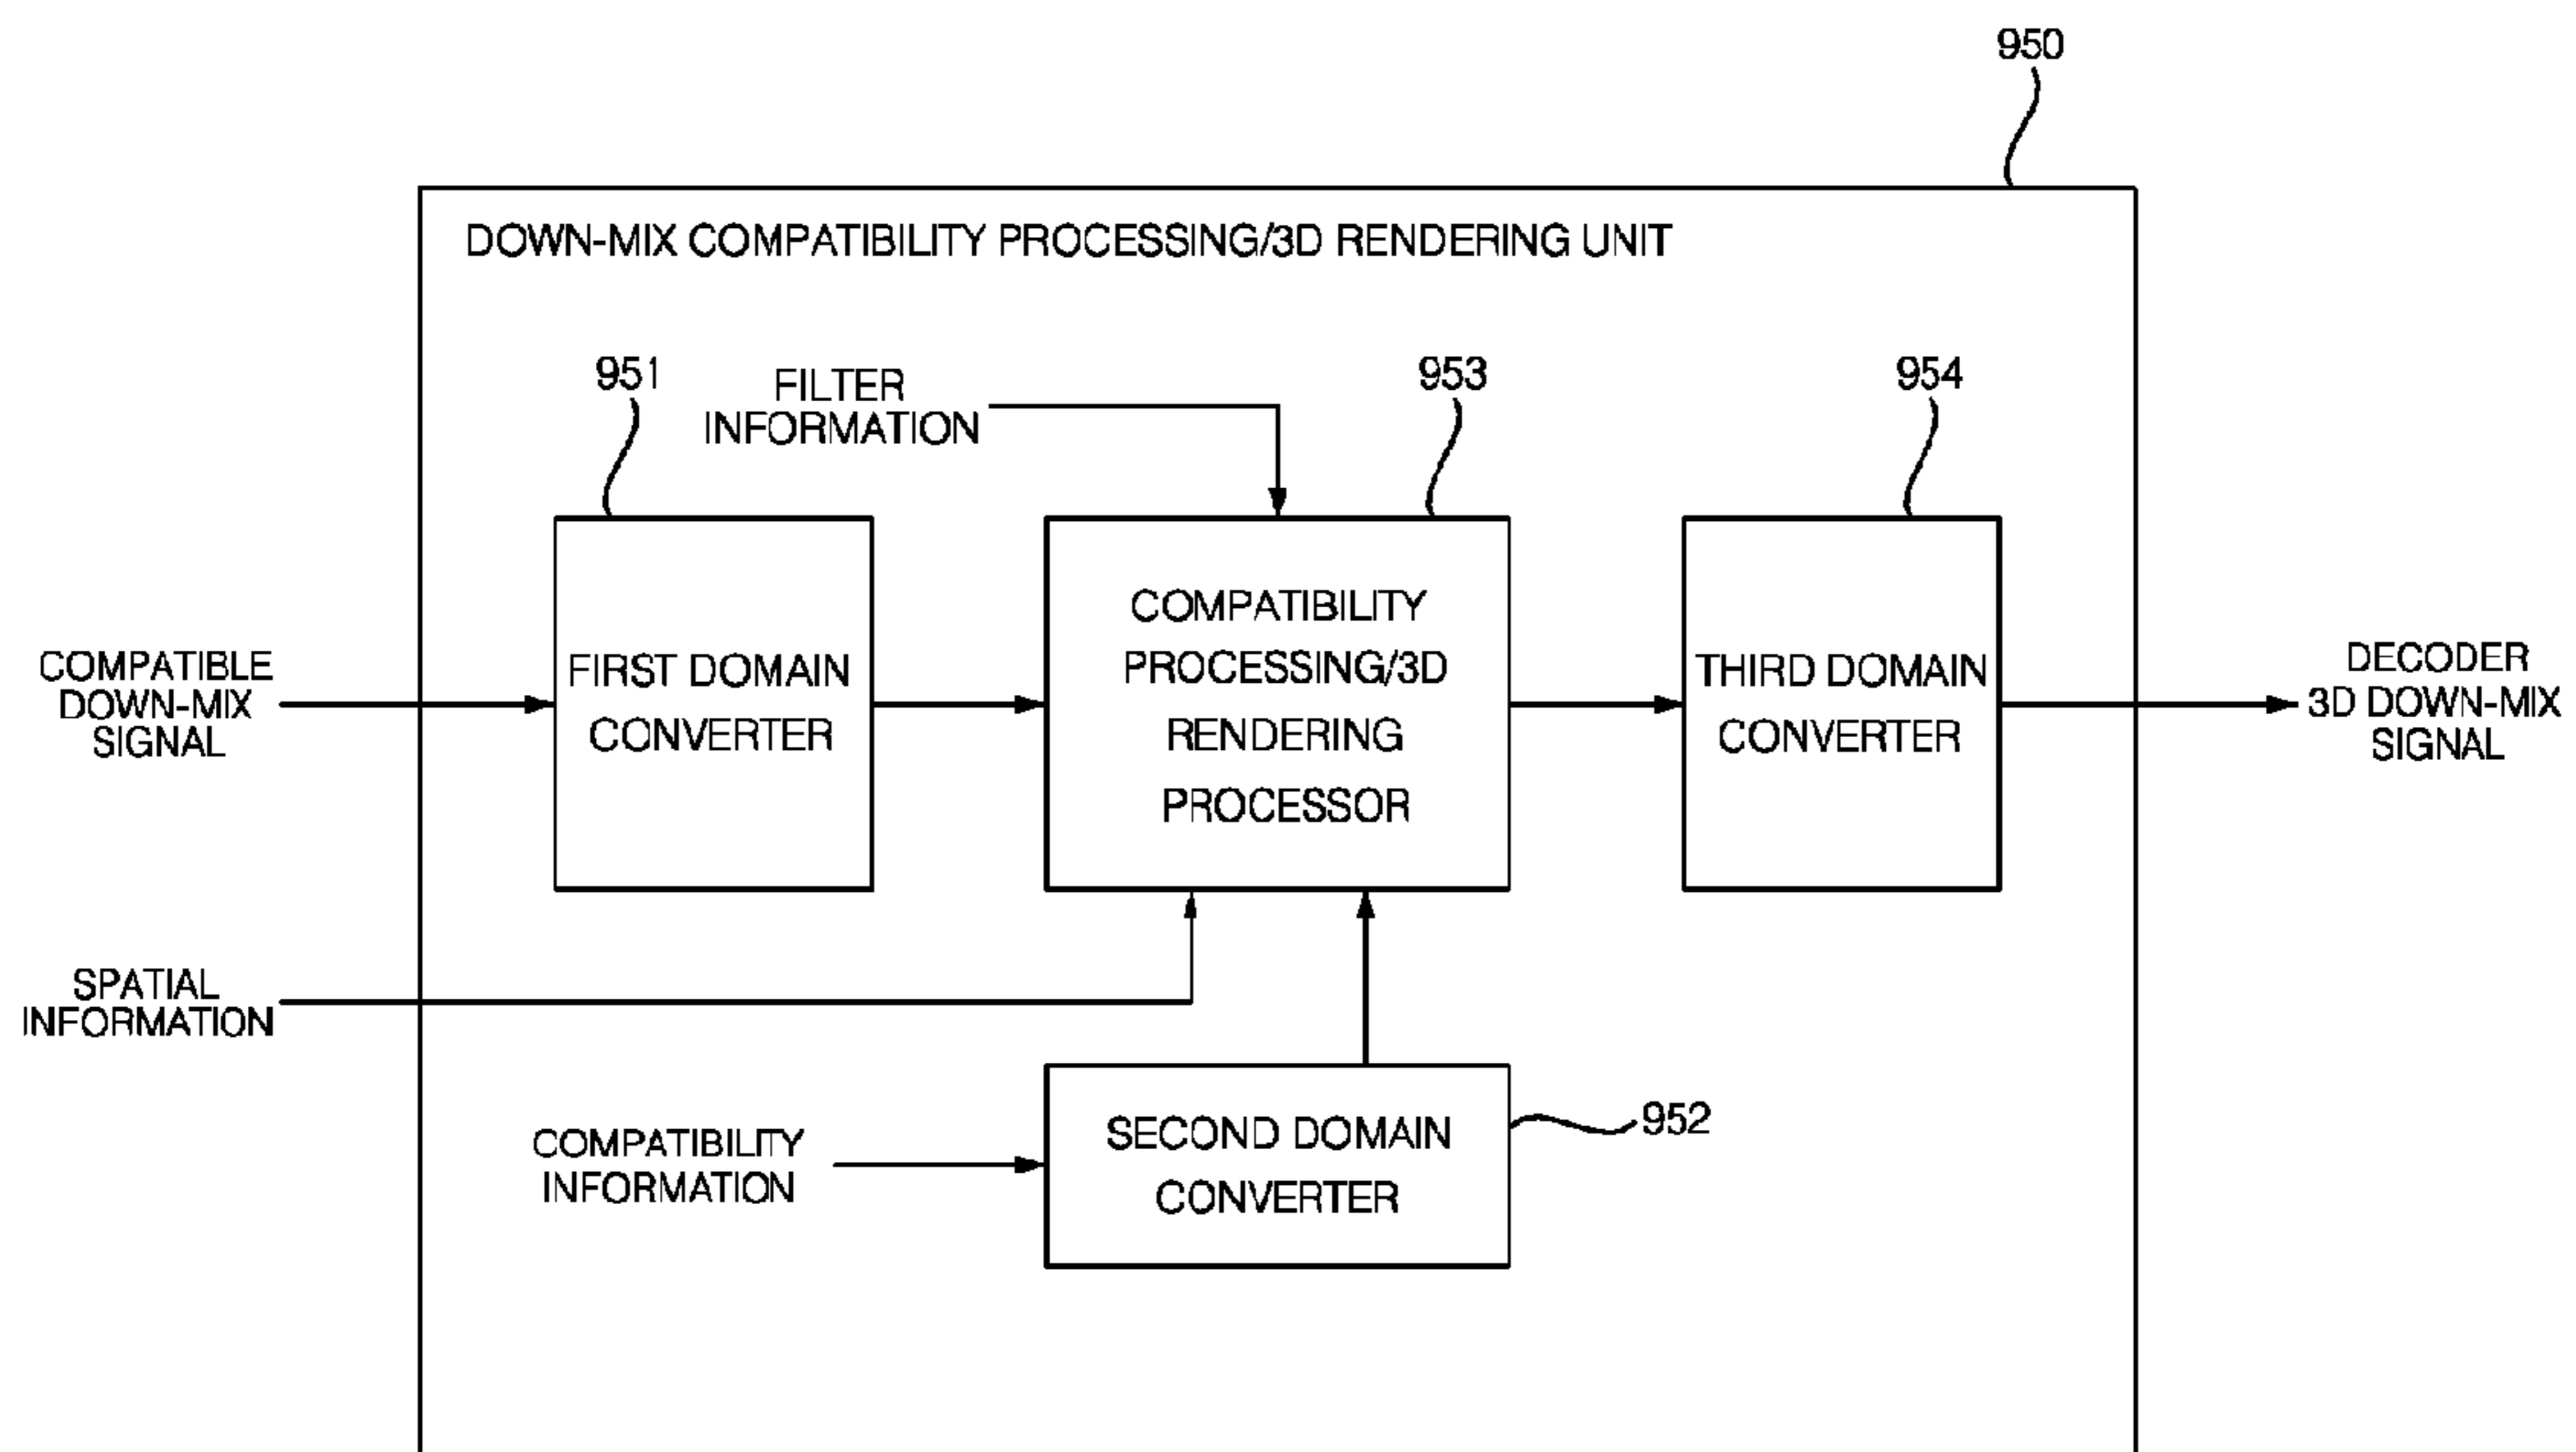 950
DOWN-MIX COMPATIBILITY PROCESSING/3D RENDERING UNIT
951
FILTER
INFORMATION
953
954
COMPATIBLE
DOWN-MIX
SIGNAL
FIRST DOMAIN
CONVERTER
COMPATIBILITY
PROCESSING/3D
RENDERING
PROCESSOR
THIRD DOMAIN
CONVERTER
DECODER
3D DOWN-MIX
SIGNAL
SPATIAL
INFORMATION
COMPATIBILITY
INFORMATION
SECOND DOMAIN
CONVERTER
952